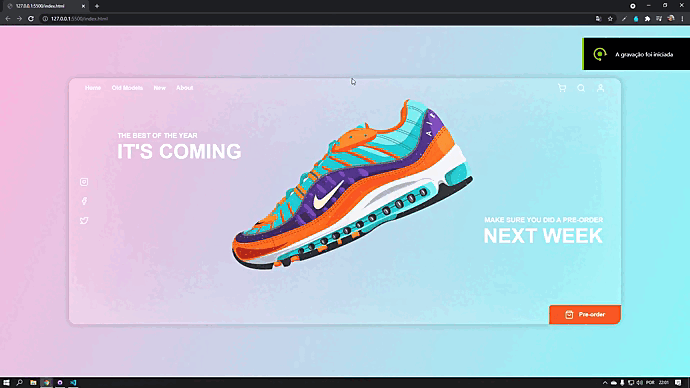 127.0.0.1:5500/index.html
127.0.0.1:5500/index.html
A gravação foi iniciada
Home Old Models New About
THE BEST OF THE YEAR
IT'S COMING
AIR
MAKE SURE YOU DID A PRE-ORDER
NEXT WEEK
Pre-order
POR 22:01